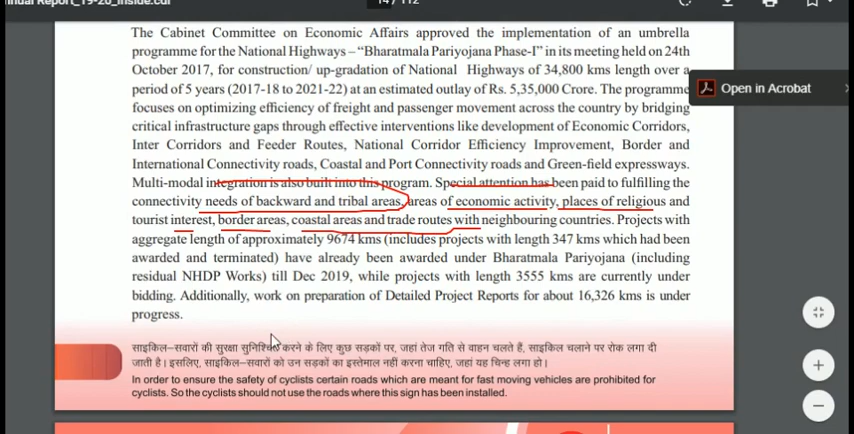 Annual Report_19-20_Inside.cdr
14 / 112
The Cabinet Committee on Economic Affairs approved the implementation of an umbrella
programme for the National Highways – “Bharatmala Pariyojana Phase-I” in its meeting held on 24th
October 2017, for construction/ up-gradation of National Highways of 34,800 kms length over a
period of 5 years (2017-18 to 2021-22) at an estimated outlay of Rs. 5,35,000 Crore. The programme
Open in Acrobat
focuses on optimizing efficiency of freight and passenger movement across the country by bridging
critical infrastructure gaps through effective interventions like development of Economic Corridors,
Inter Corridors and Feeder Routes, National Corridor Efficiency Improvement, Border and
International Connectivity roads, Coastal and Port Connectivity roads and Green-field expressways.
Multi-modal integration is also built into this program. Special attention has been paid to fulfilling the
connectivity needs of backward and tribal areas, areas of economic activity, places of religious and
tourist interest, border areas, coastal areas and trade routes with neighbouring countries. Projects with
aggregate length of approximately 9674 kms (includes projects with length 347 kms which had been
awarded and terminated) have already been awarded under Bharatmala Pariyojana (including
residual NHDP Works) till Dec 2019, while projects with length 3555 kms are currently under
bidding. Additionally, work on preparation of Detailed Project Reports for about 16,326 kms is under
progress.
साइकिल–सवारों की सुरक्षा सुनिश्चित करने के लिए कुछ सड़कों पर, जहां तेज गति से वाहन चलते हैं, साइकिल चलाने पर रोक लगा दी
जाती है। इसलिए, साइकिल–सवारों को उन सड़कों का इस्तेमाल नहीं करना चाहिए, जहां यह चिन्ह लगा हो।
In order to ensure the safety of cyclists certain roads which are meant for fast moving vehicles are prohibited for
cyclists. So the cyclists should not use the roads where this sign has been installed.